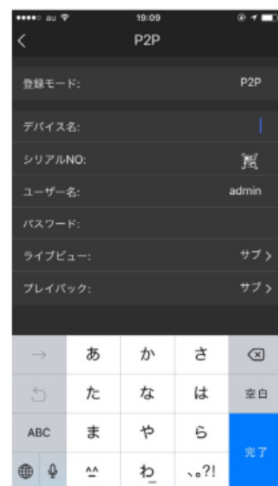 au 19:09
P2P
登録モード: P2P
デバイス名:
シリアルNO:
ユーザー名: admin
パスワード:
ライブビュー: サブ
プレイバック: サブ
→ あ か さ
た な は 空白
ABC ま や ら
^^ わ 、。?! 完了